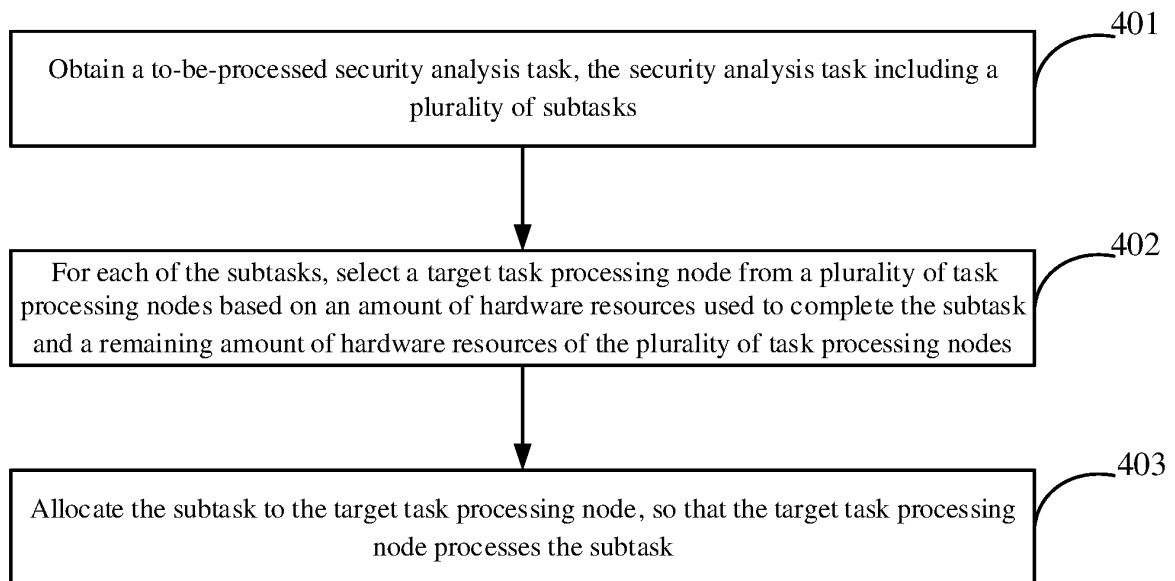 401
Obtain a to-be-processed security analysis task, the security analysis task including a
plurality of subtasks
402
For each of the subtasks, select a target task processing node from a plurality of task
processing nodes based on an amount of hardware resources used to complete the subtask
and a remaining amount of hardware resources of the plurality of task processing nodes
403
Allocate the subtask to the target task processing node, so that the target task processing
node processes the subtask